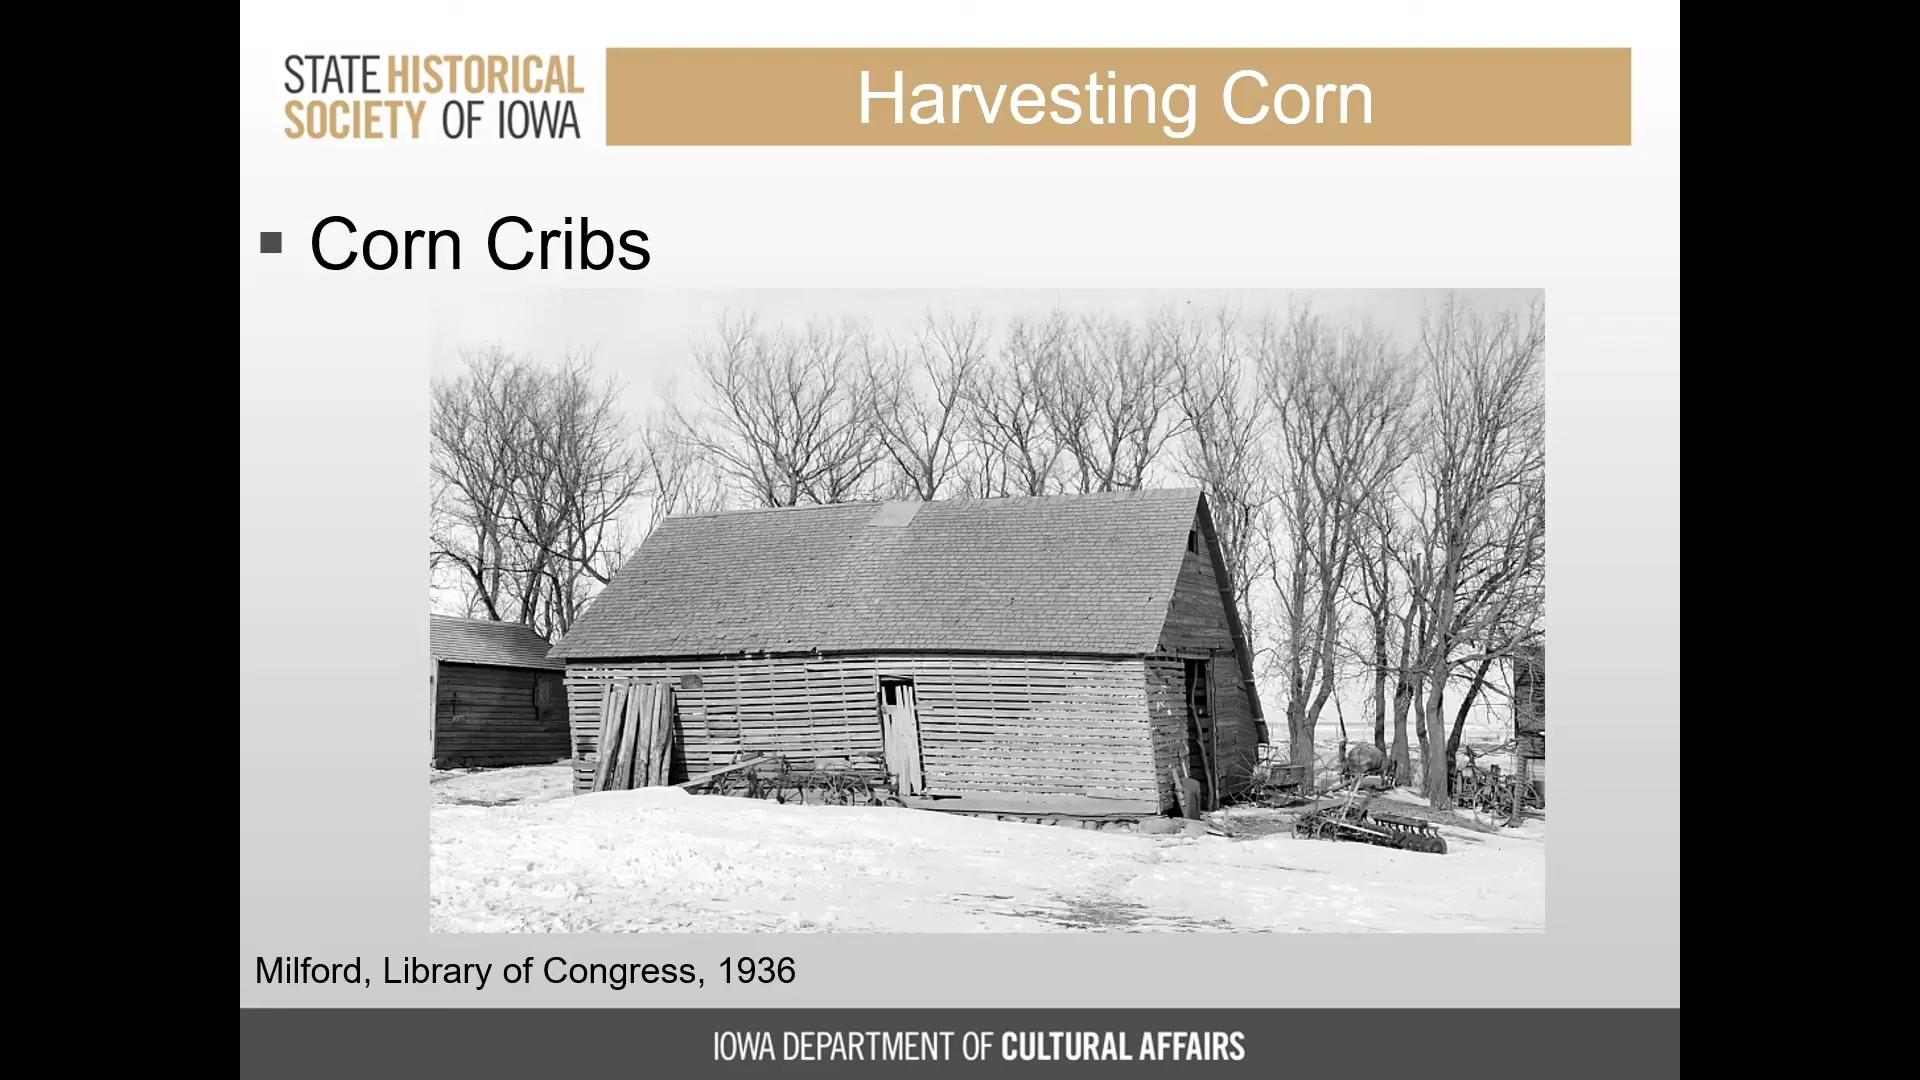 STATE HISTORICAL
SOCIETY OF IOWA
Harvesting Corn
Corn Cribs
Milford, Library of Congress, 1936
IOWA DEPARTMENT OF CULTURAL AFFAIRS